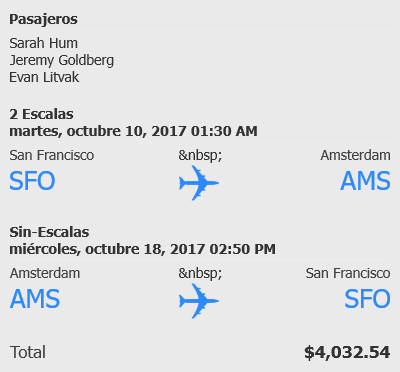 Pasajeros
Sarah Hum
Jeremy Goldberg
Evan Litvak
2 Escalas
martes, octubre 10, 2017 01:30 AM
San Francisco &nbsp; Amsterdam
SFO AMS
Sin-Escalas
miércoles, octubre 18, 2017 02:50 PM
Amsterdam &nbsp; San Francisco
AMS SFO
Total $4,032.54